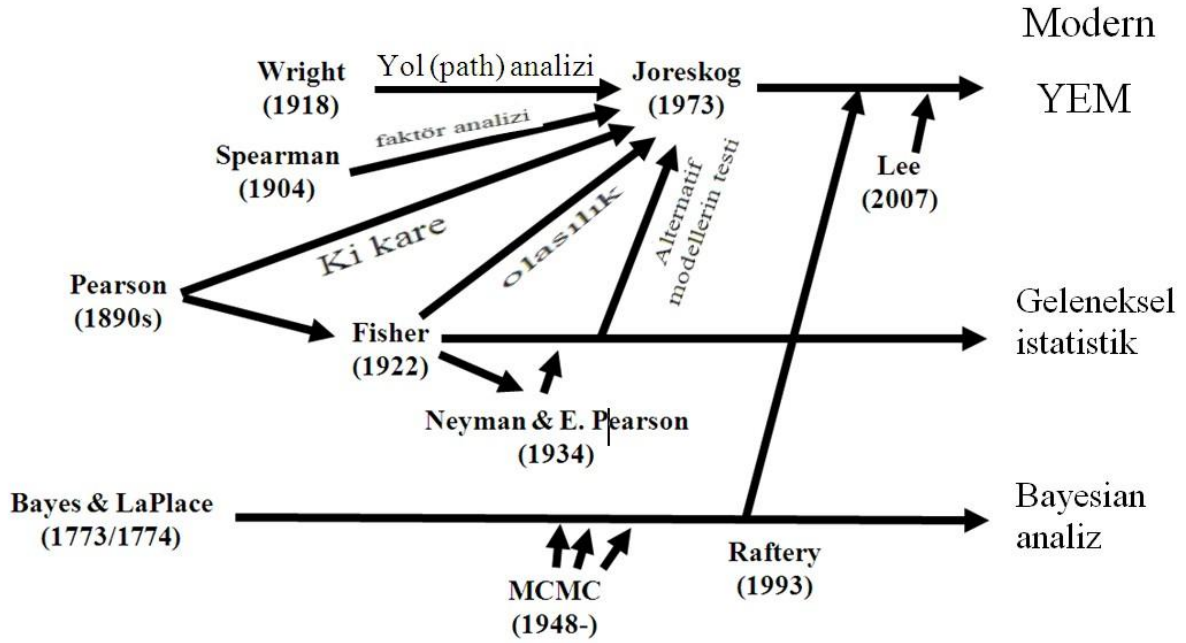 Modern
YEM
Wright
(1918)
Yol (path) analizi
Joreskog
(1973)
faktör analizi
Spearman
(1904)
Lee
(2007)
Ki kare
olasılık
Alternatif
modellerin testi
Pearson
(1890s)
Fisher
(1922)
Geleneksel
istatistik
Neyman & E. Pearson
(1934)
Bayes & LaPlace
(1773/1774)
Bayesian
analiz
Raftery
(1993)
MCMC
(1948-)